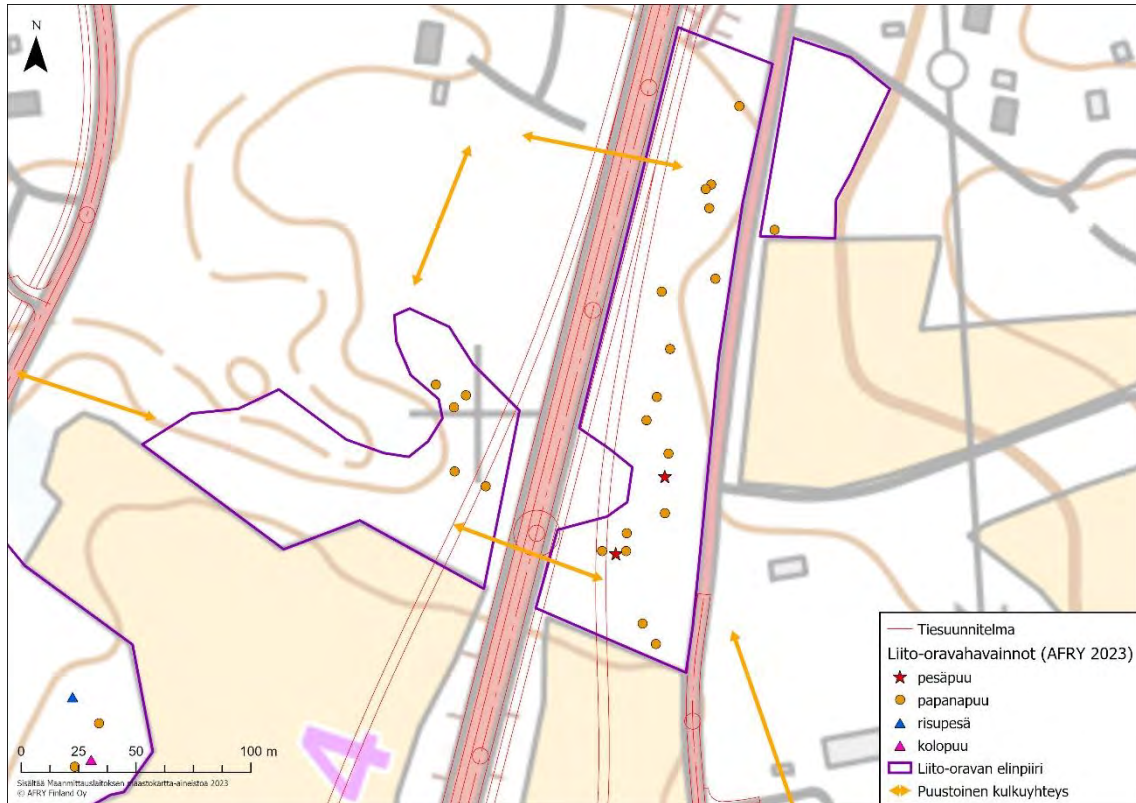 N
4
Tiesuunnitelma
Liito-oravahavainnot (AFRY 2023)
pesäpuu
papanapuu
risupesä
kolopuu
Liito-oravan elinpiiri
Puustoinen kulkuyhteys
0 25 50 100 m
Sisältää Maanmittauslaitoksen maastokartta-aineistoa 2023
© AFRY Finland Oy